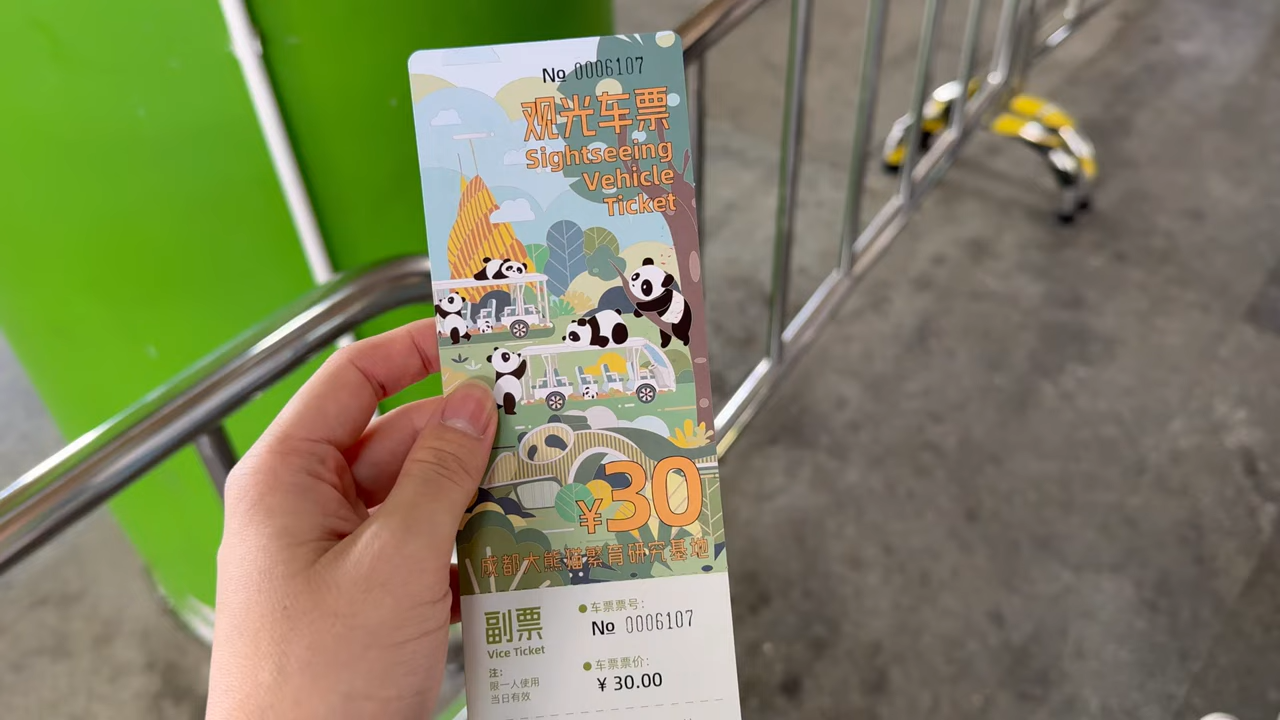 № 0006107
观光车票
Sightseeing
Vehicle
Ticket
¥30
成都大熊猫繁育研究基地
副票
Vice Ticket
注：
限一人使用
当日有效
●车票票号：
№ 0006107
●车票票价：
¥ 30.00